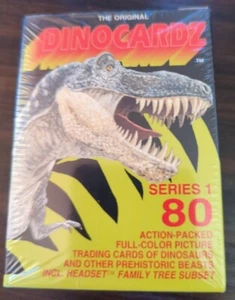 THE ORIGINAL
DINOCARDZ
TM
SERIES 1
80
ACTION-PACKED
FULL-COLOR PICTURE
TRADING CARDS OF DINOSAURS
AND OTHER PREHISTORIC BEASTS
INCL. HEADSET™ FAMILY TREE SUBSET